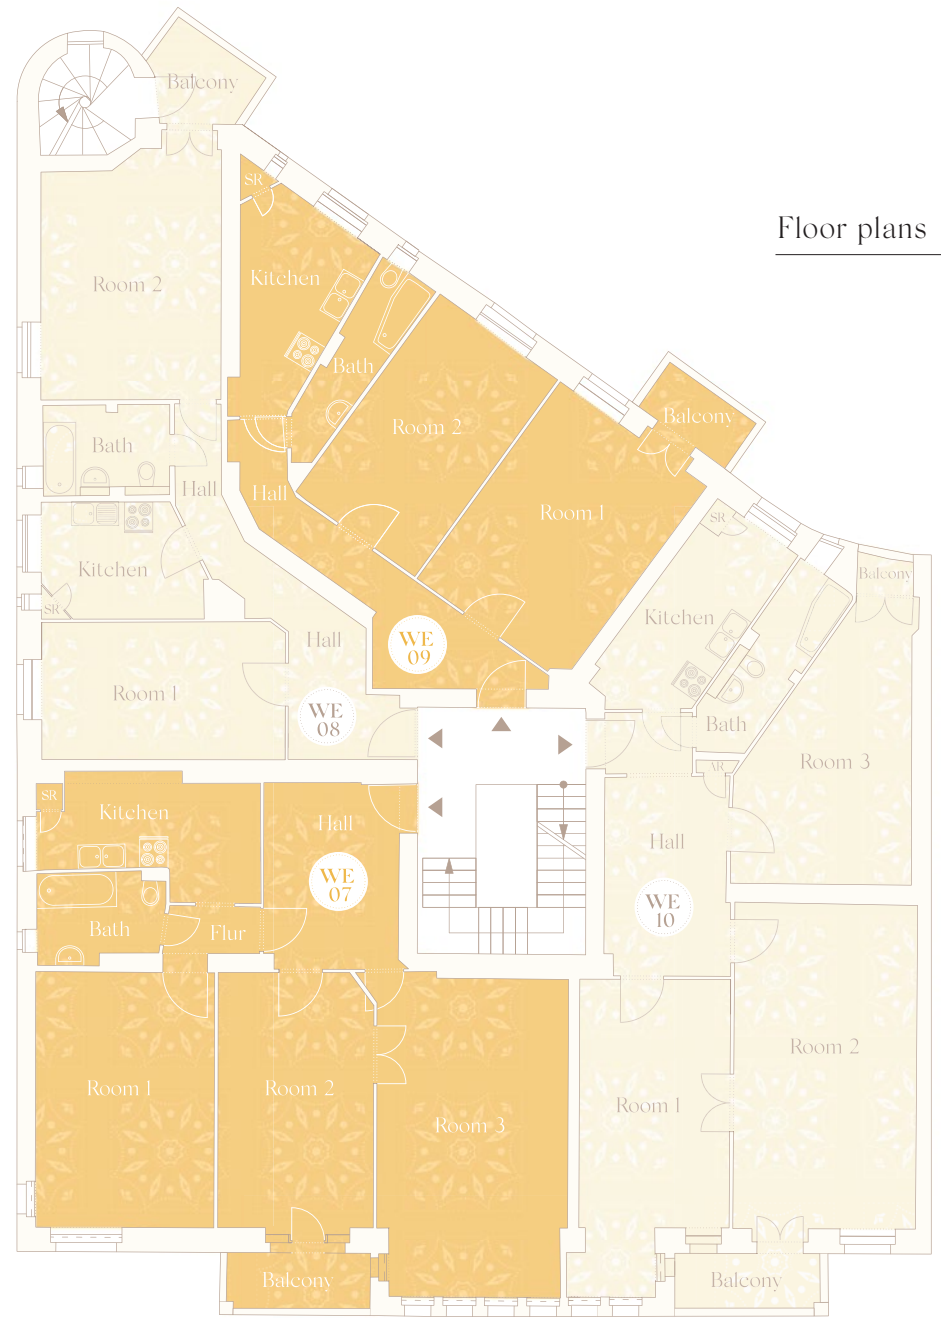 Balcony
SR
Floor plans
Kitchen
Room 2
Bath
Balcony
Room 2
Bath
Hall
Hall
Room 1
SR
Kitchen
Balcony
SR
Kitchen
Hall
WE
09
Room 1
WE
08
Bath
Room 3
AR
SR
Kitchen
Hall
Hall
WE
07
WE
10
Bath
Flur
Room 2
Room 1
Room 2
Room 1
Room 3
Balcony
Balcony